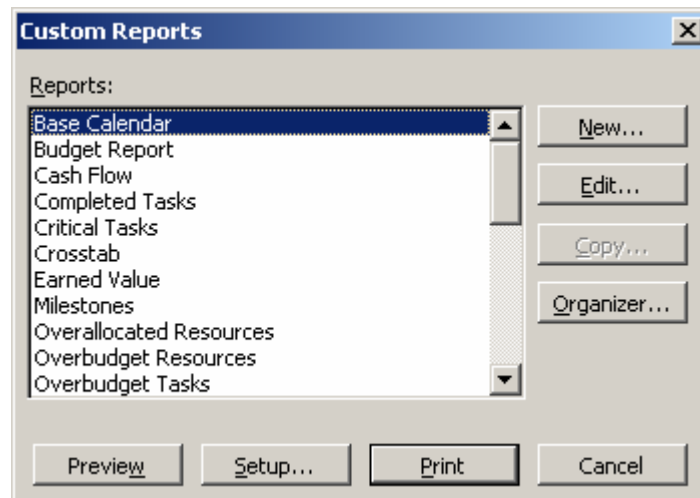 Custom Reports
Reports:
Base Calendar
Budget Report
Cash Flow
Completed Tasks
Critical Tasks
Crosstab
Earned Value
Milestones
Overallocated Resources
Overbudget Resources
Overbudget Tasks
New...
Edit...
Copy...
Organizer...
Preview Setup... Print Cancel